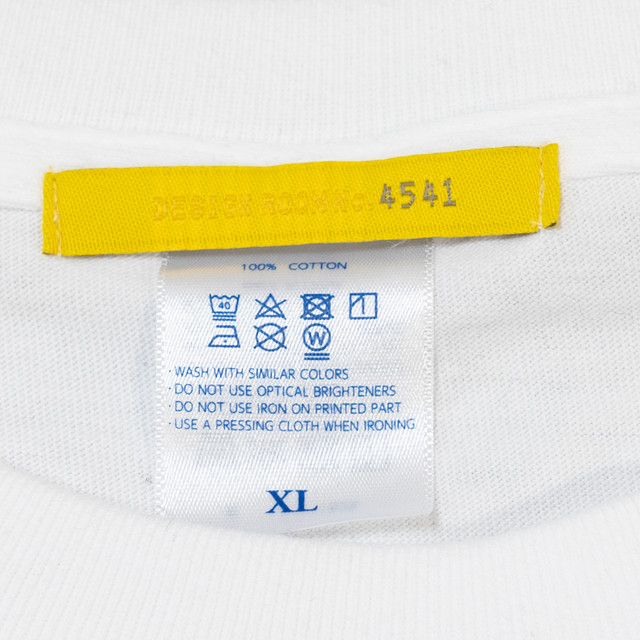 DESIGN ROOM No. 4541
100% COTTON
40
W
· WASH WITH SIMILAR COLORS
· DO NOT USE OPTICAL BRIGHTENERS
· DO NOT USE IRON ON PRINTED PART
· USE A PRESSING CLOTH WHEN IRONING
XL